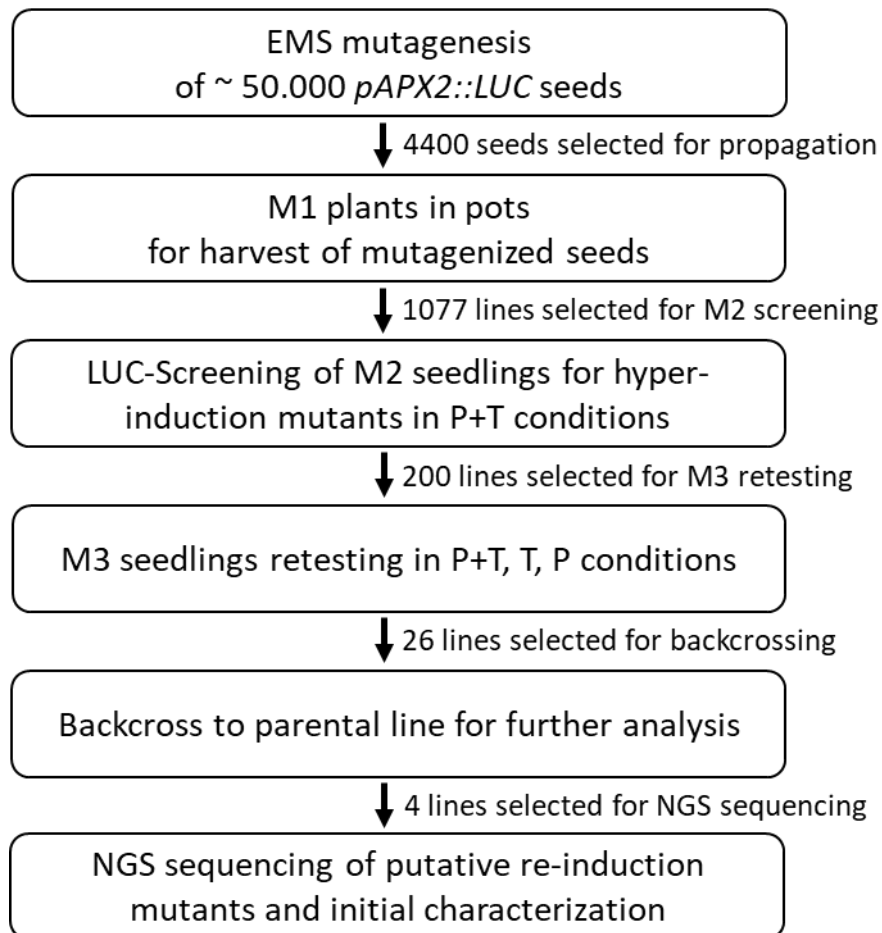 EMS mutagenesis
of ~ 50.000 pAPX2::LUC seeds
4400 seeds selected for propagation
M1 plants in pots
for harvest of mutagenized seeds
1077 lines selected for M2 screening
LUC-Screening of M2 seedlings for hyper-
induction mutants in P+T conditions
200 lines selected for M3 retesting
M3 seedlings retesting in P+T, T, P conditions
26 lines selected for backcrossing
Backcross to parental line for further analysis
4 lines selected for NGS sequencing
NGS sequencing of putative re-induction
mutants and initial characterization